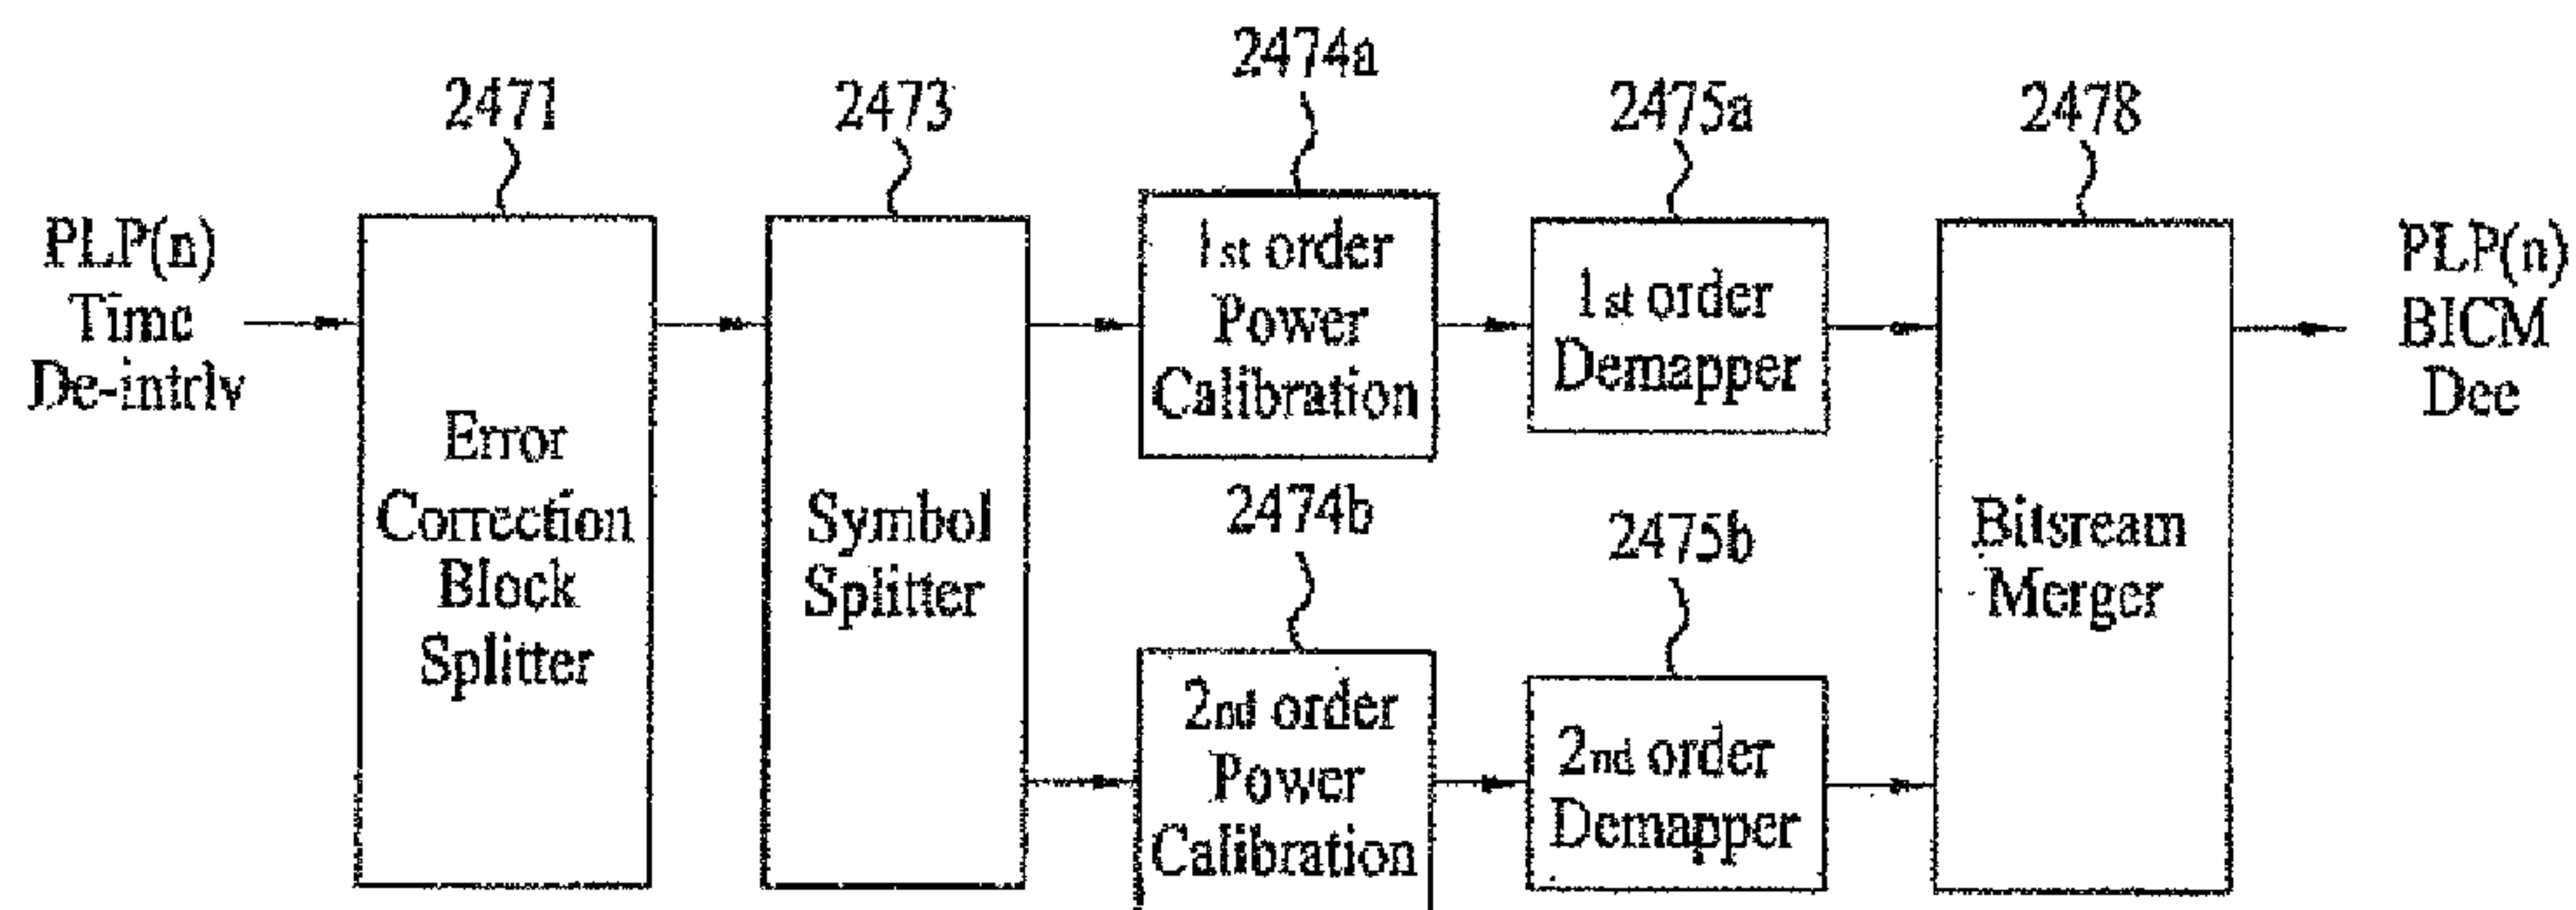 2474a
2471
2473
2475a
2478
PLP(n)
Time
De-intrlv
Error
Correction
Block
Splitter
Symbol
Splitter
1st order
Power
Calibration
1st order
Demapper
2474b
2475b
2nd order
Power
Calibration
2nd order
Demapper
Bitsream
Merger
PLP(n)
BICM
Dec